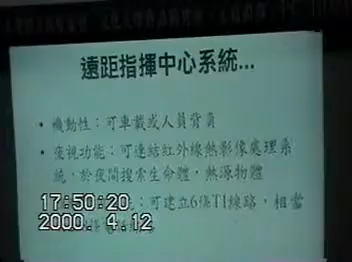 遠距指揮中心系統...
• 機動性：可車載或人員背負
• 夜視功能：可連結紅外線熱影像處理系
統，於夜間搜索生命體，熱源物體
17:50:20
：可建立6條T1線路，相當
2000. 4.12